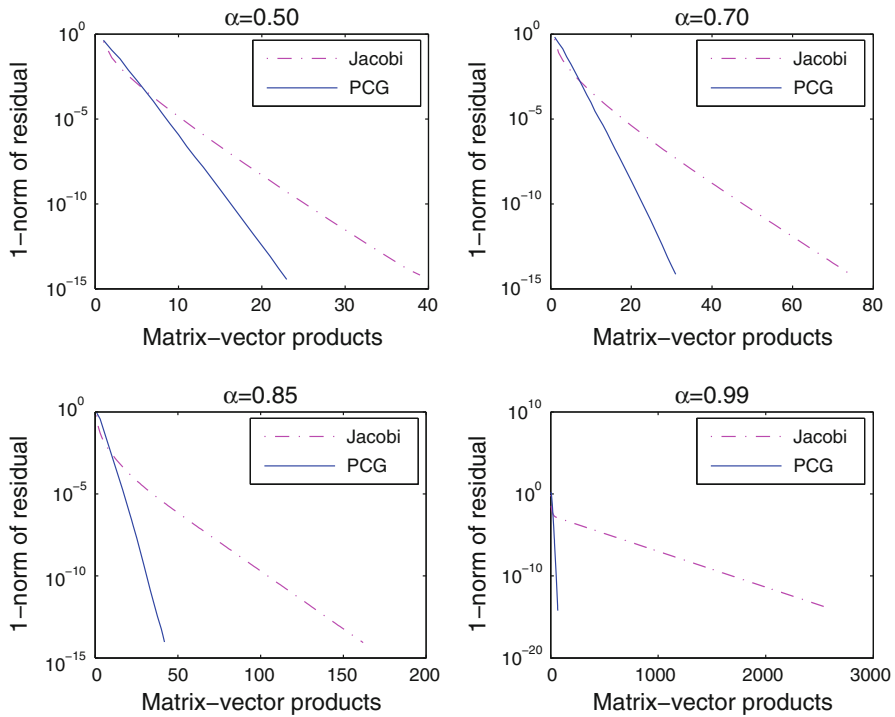 α=0.50
1−norm of residual
10^0
10^−5
10^−10
10^−15
0 10 20 30 40
Matrix−vector products
Jacobi
PCG
α=0.70
1−norm of residual
10^0
10^−5
10^−10
10^−15
0 20 40 60 80
Matrix−vector products
Jacobi
PCG
α=0.85
1−norm of residual
10^0
10^−5
10^−10
10^−15
0 50 100 150 200
Matrix−vector products
Jacobi
PCG
α=0.99
1−norm of residual
10^10
10^0
10^−10
10^−20
0 1000 2000 3000
Matrix−vector products
Jacobi
PCG